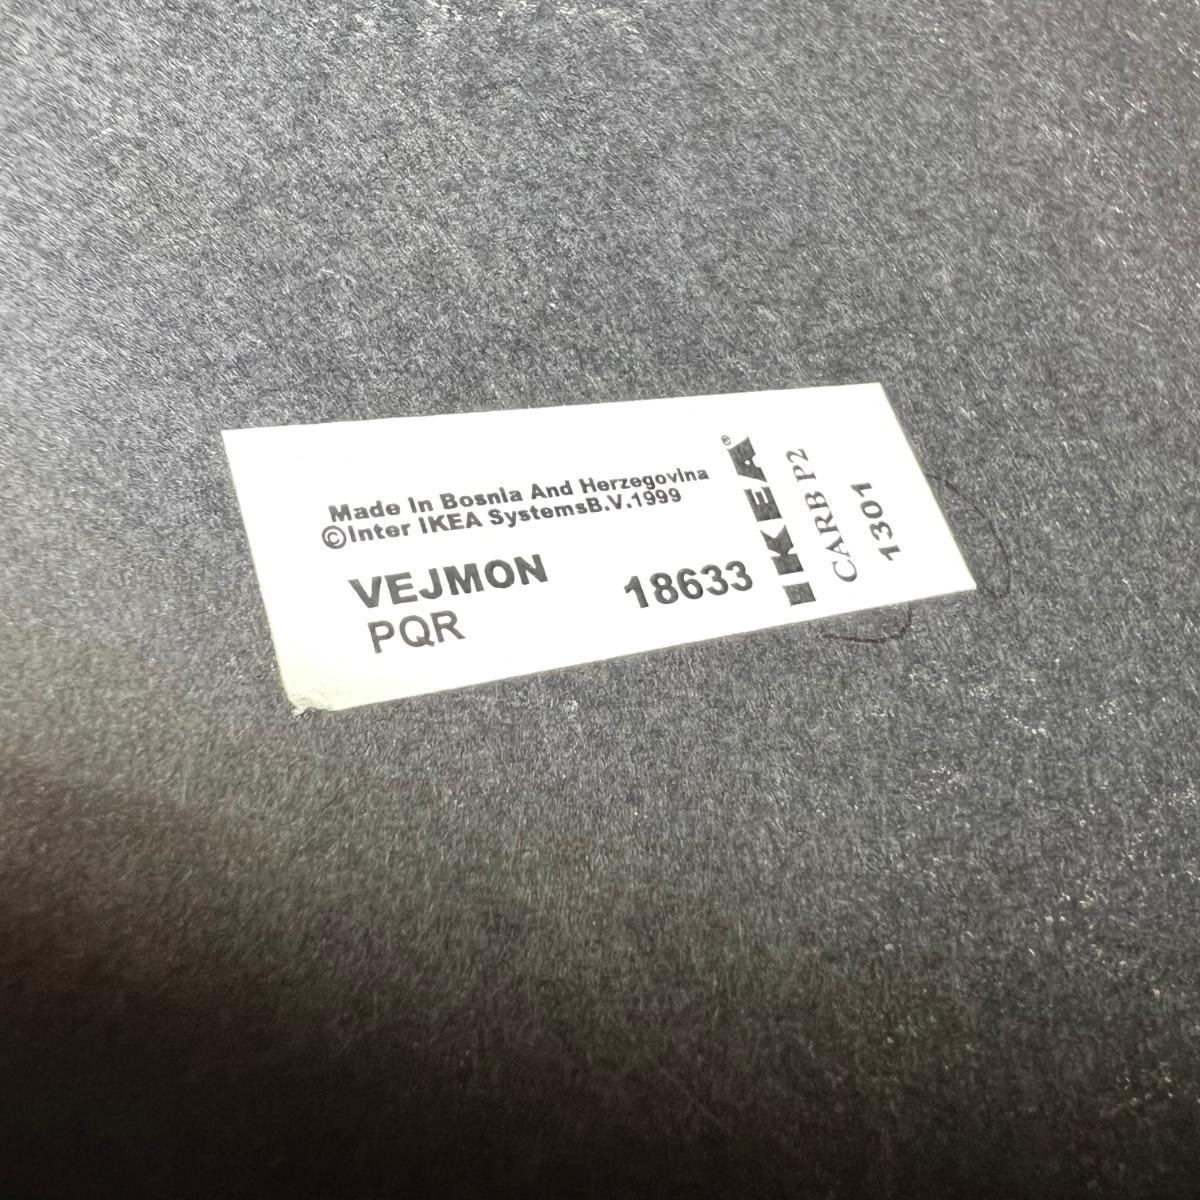 Made In Bosnia And Herzegovina
©Inter IKEA SystemsB.V.1999
VEJMON
PQR
18633
IKEA®
CARB P2
1301